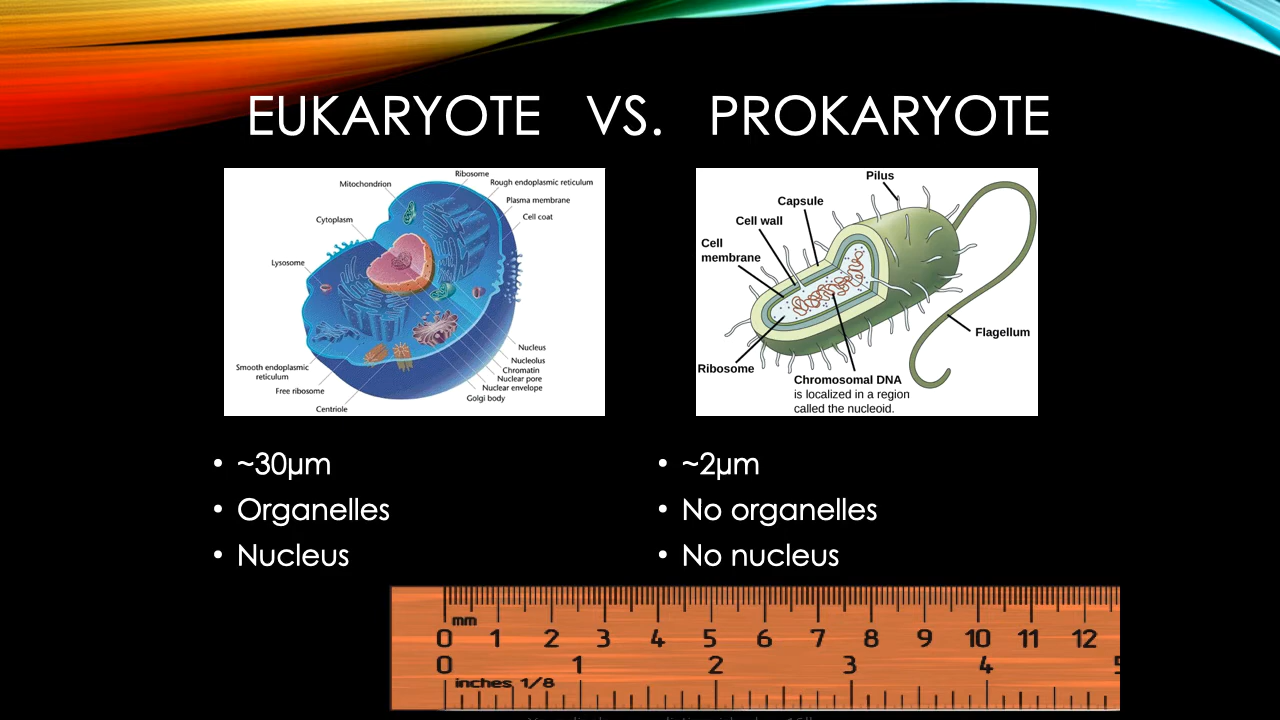 EUKARYOTE VS. PROKARYOTE
Ribosome
Mitochondrion
Rough endoplasmic reticulum
Plasma membrane
Cytoplasm
Cell coat
Lysosome
Nucleus
Nucleolus
Smooth endoplasmic
reticulum
Chromatin
Nuclear pore
Free ribosome
Nuclear envelope
Golgi body
Centriole
Pilus
Capsule
Cell wall
Cell
membrane
Flagellum
Ribosome
Chromosomal DNA
is localized in a region
called the nucleoid.
• ~30µm
• Organelles
• Nucleus
• ~2µm
• No organelles
• No nucleus
mm
0 1 2 3 4 5 6 7 8 9 10 11 12
0 1 2 3 4
inches 1/8